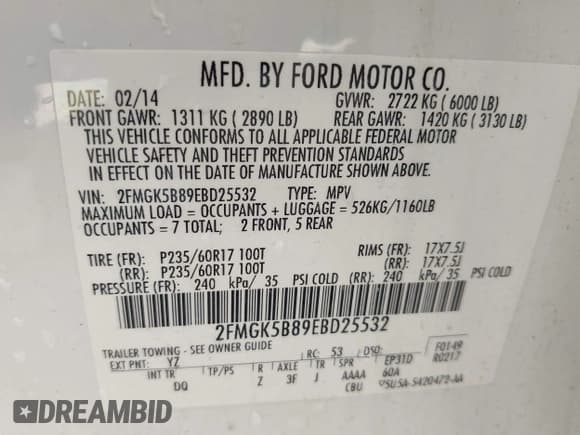 MFD. BY FORD MOTOR CO.
DATE: 02/14 GVWR: 2722 KG ( 6000 LB)
FRONT GAWR: 1311 KG ( 2890 LB) REAR GAWR: 1420 KG ( 3130 LB)
THIS VEHICLE CONFORMS TO ALL APPLICABLE FEDERAL MOTOR
VEHICLE SAFETY AND THEFT PREVENTION STANDARDS
IN EFFECT ON THE DATE OF MANUFACTURE SHOWN ABOVE.
VIN: 2FMGK5B89EBD25532 TYPE: MPV
MAXIMUM LOAD = OCCUPANTS + LUGGAGE = 526KG/1160LB
OCCUPANTS = 7 TOTAL; 2 FRONT, 5 REAR
TIRE (FR): P235/60R17 100T RIMS (FR): 17X7.5J
(RR): P235/60R17 100T (RR): 17X7.5J
PRESSURE (FR): 240 kPa/ 35 PSI COLD (RR): 240 kPa/ 35 PSI COLD
2FMGK5B89EBD25532
TRAILER TOWING - SEE OWNER GUIDE
EXT PNT: YZ RC: 53 DSO: F0149
INT TR TP/PS R AXLE TR SPR EP31D R0217
DQ Z 3F J AAAA 60A
CBU 5U5A-5420472-AA
DREAMBID